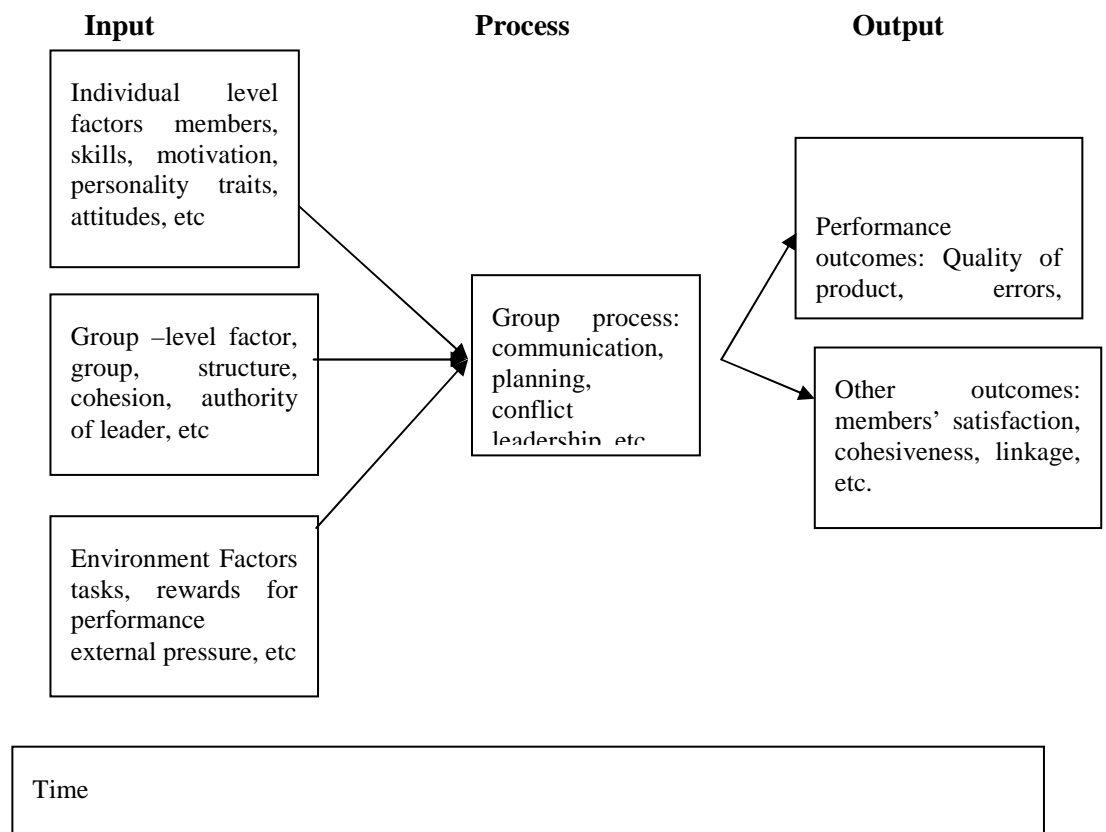 Input Process Output
Individual level
factors members,
skills, motivation,
personality traits,
attitudes, etc
Group –level factor,
group, structure,
cohesion, authority
of leader, etc
Environment Factors
tasks, rewards for
performance
external pressure, etc
Group process:
communication,
planning,
conflict
leadership, etc
Performance
outcomes: Quality of
product, errors,
Other outcomes:
members’ satisfaction,
cohesiveness, linkage,
etc.
Time